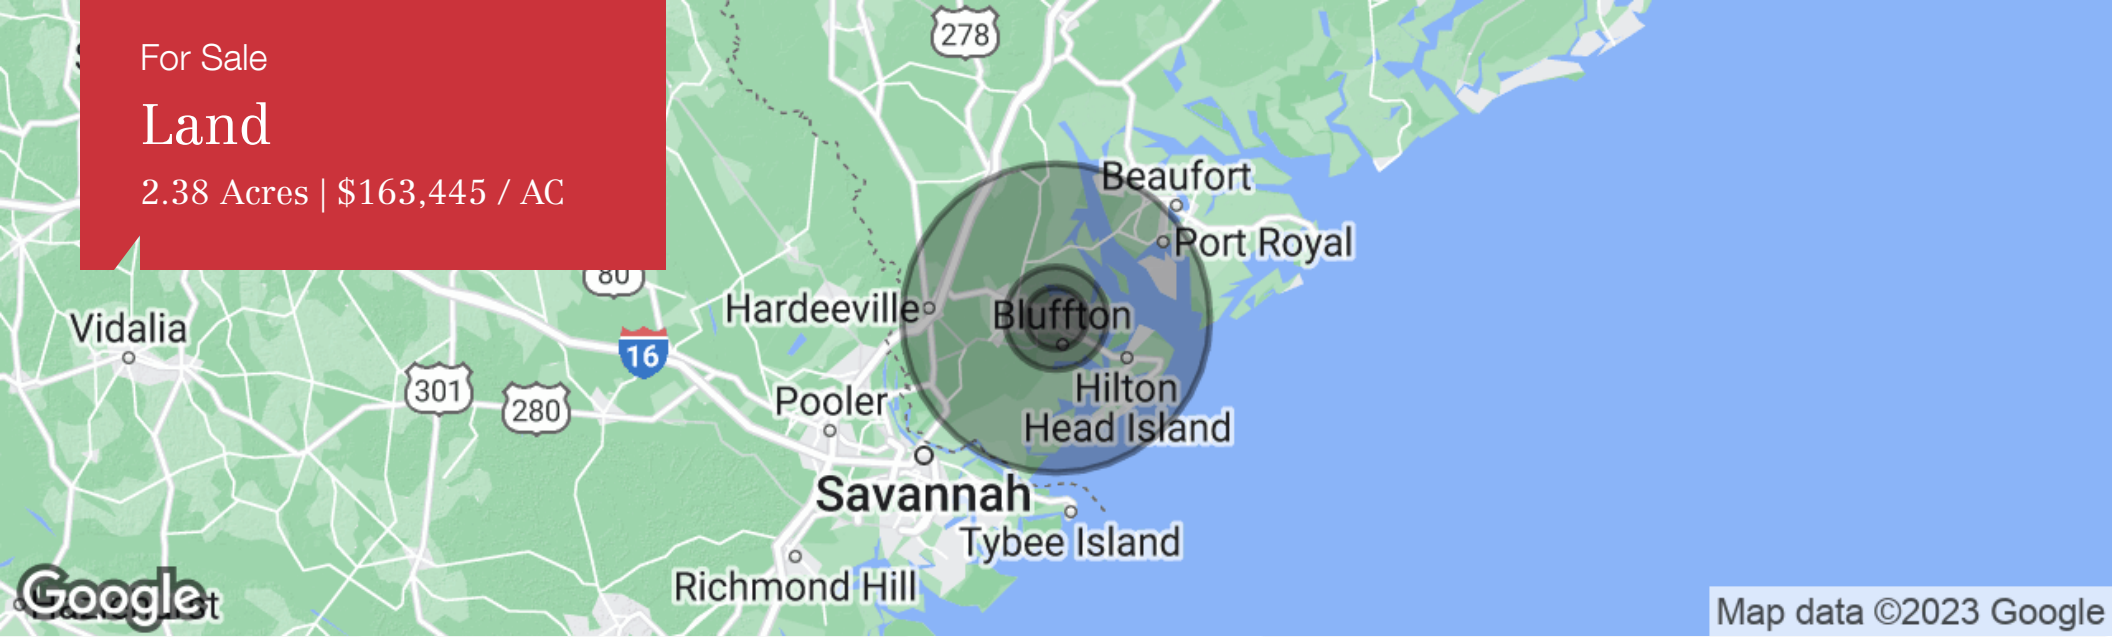 For Sale
Land
2.38 Acres | $163,445 / AC
278
Beaufort
Port Royal
80
Hardeeville
Bluffton
Vidalia
16
301
280
Pooler
Hilton
Head Island
Savannah
Tybee Island
Richmond Hill
Google
Map data ©2023 Google